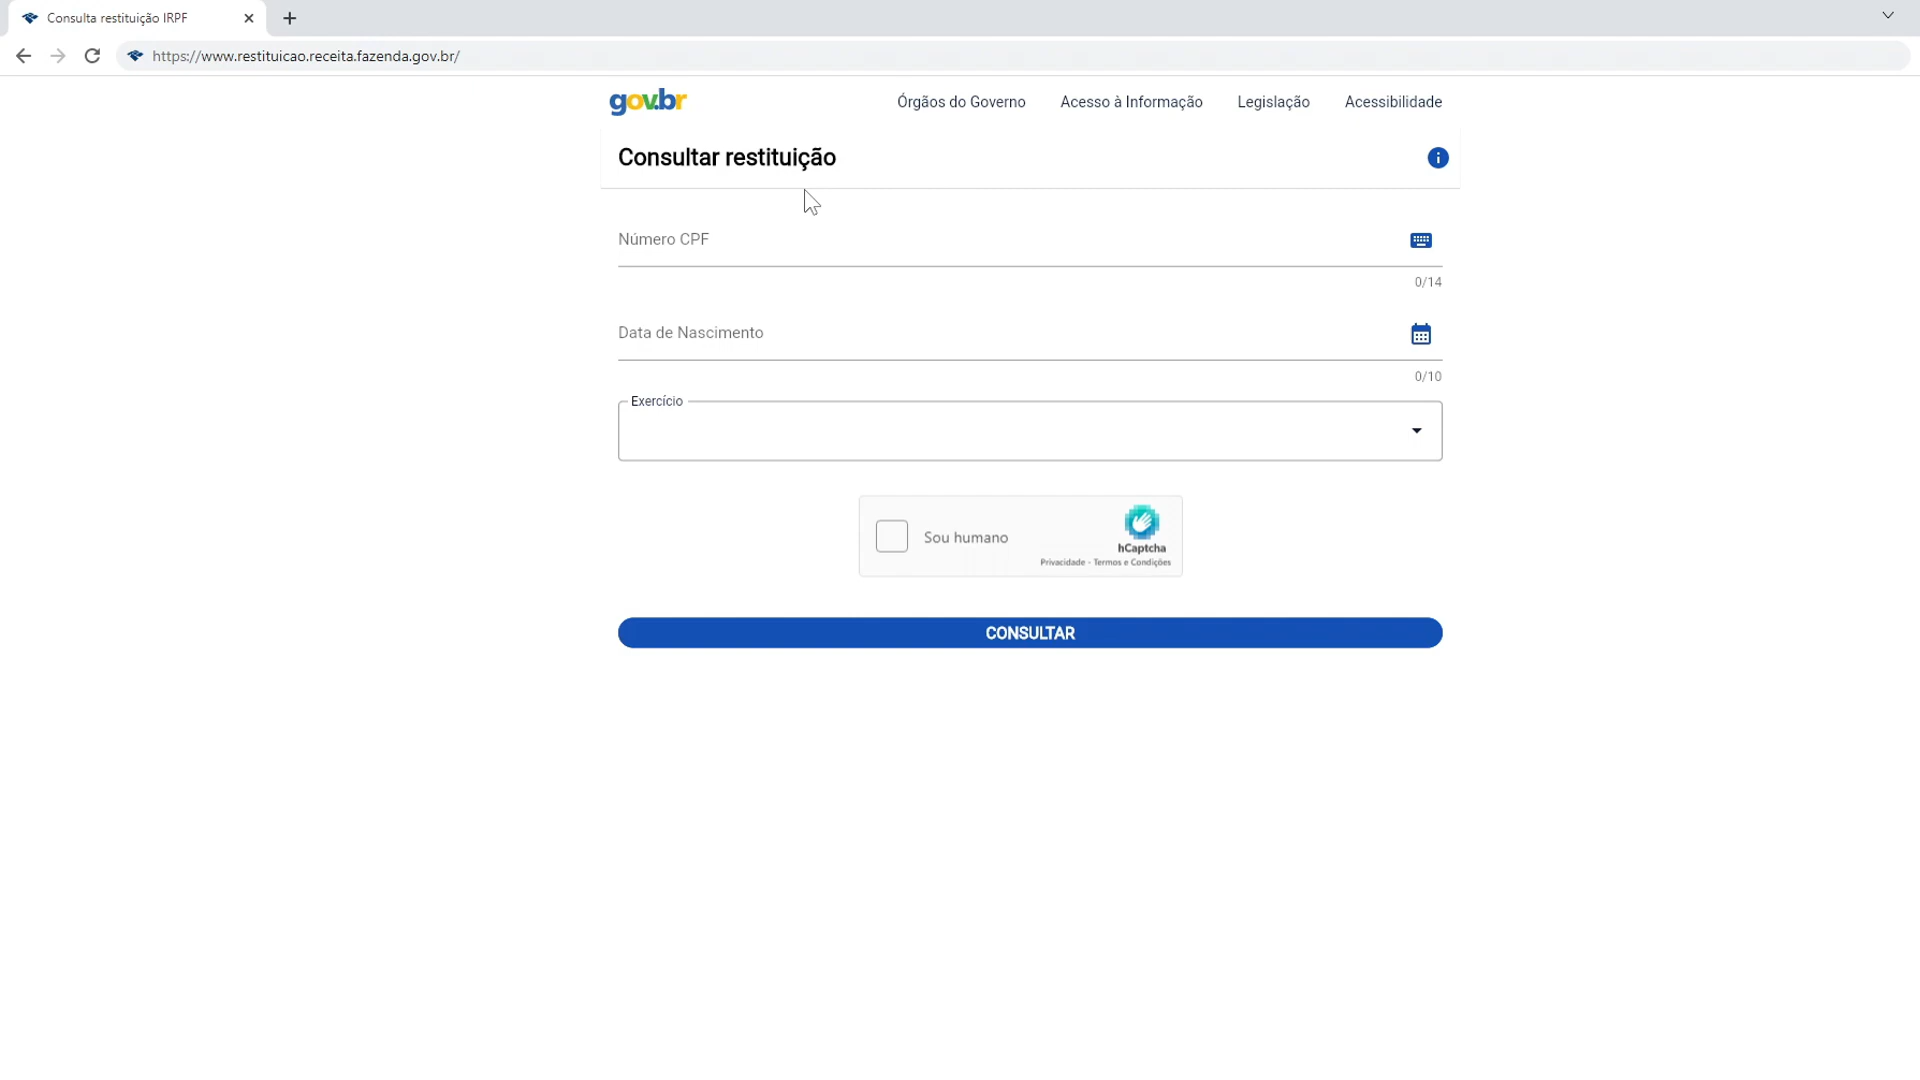 Consulta restituição IRPF
https://www.restituicao.receita.fazenda.gov.br/
gov.br Órgãos do Governo Acesso à Informação Legislação Acessibilidade
Consultar restituição
Número CPF
0/14
Data de Nascimento
0/10
Exercício
Sou humano
hCaptcha
Privacidade - Termos e Condições
CONSULTAR